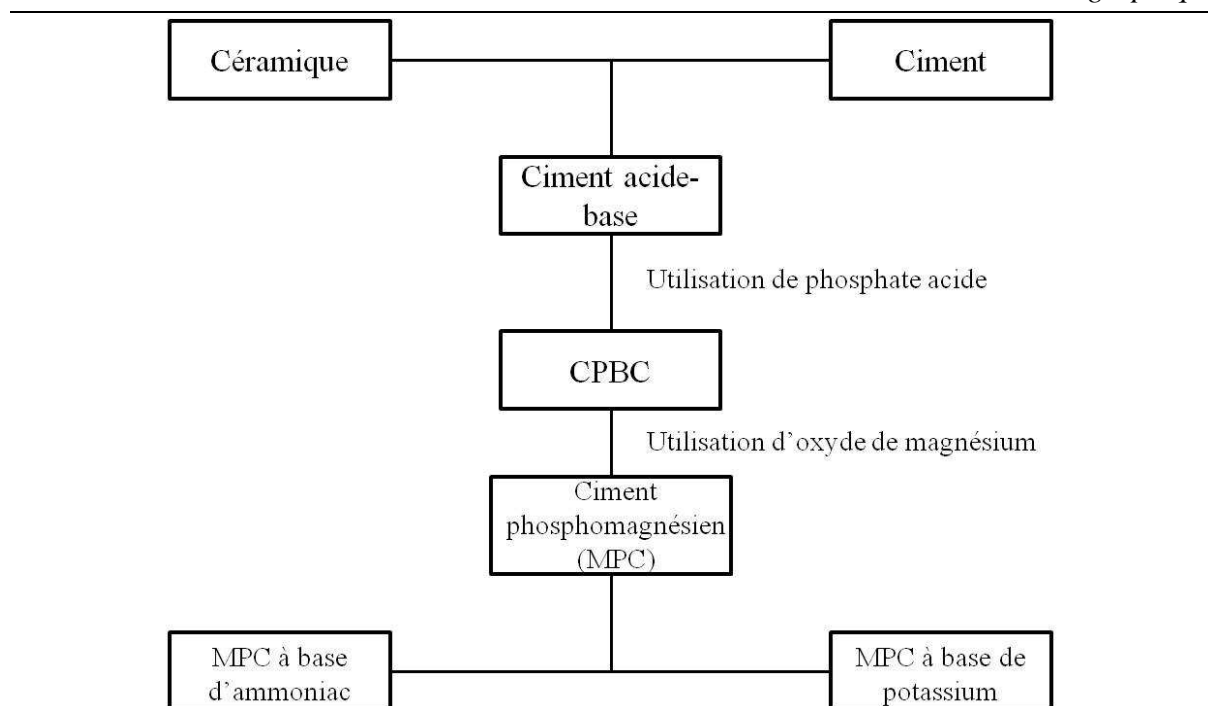 Céramique
Ciment
Ciment acide-
base
Utilisation de phosphate acide
CPBC
Utilisation d’oxyde de magnésium
Ciment
phosphomagnésien
(MPC)
MPC à base
d’ammoniac
MPC à base de
potassium